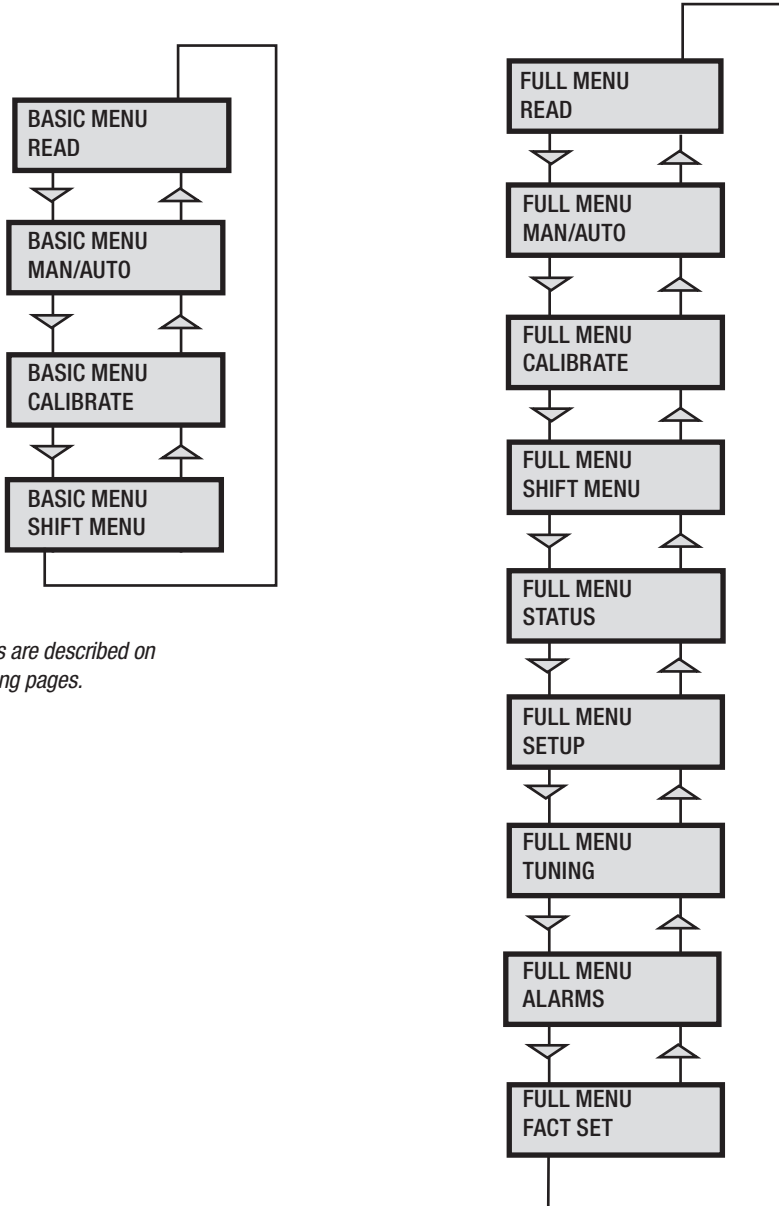 BASIC MENU
READ
BASIC MENU
MAN/AUTO
BASIC MENU
CALIBRATE
BASIC MENU
SHIFT MENU
s are described on
ng pages.
FULL MENU
READ
FULL MENU
MAN/AUTO
FULL MENU
CALIBRATE
FULL MENU
SHIFT MENU
FULL MENU
STATUS
FULL MENU
SETUP
FULL MENU
TUNING
FULL MENU
ALARMS
FULL MENU
FACT SET